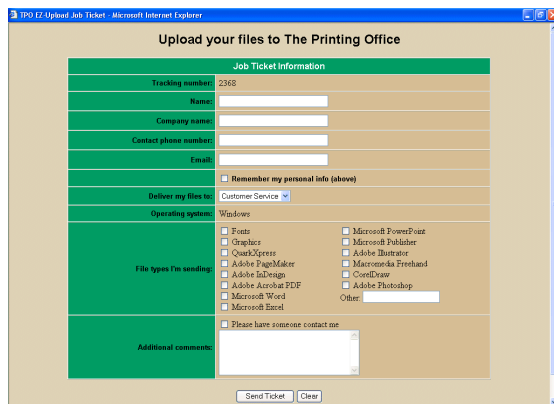 TPO EZ-Upload Job Ticket - Microsoft Internet Explorer
Upload your files to The Printing Office
Job Ticket Information
Tracking number: 2368
Name:
Company name:
Contact phone number:
Email:
Remember my personal info (above)
Deliver my files to: Customer Service
Operating system: Windows
File types I'm sending:
Fonts
Graphics
QuarkXpress
Adobe PageMaker
Adobe InDesign
Adobe Acrobat PDF
Microsoft Word
Microsoft Excel
Microsoft PowerPoint
Microsoft Publisher
Adobe Illustrator
Macromedia Freehand
CorelDraw
Adobe Photoshop
Other:
Additional comments:
Please have someone contact me
Send Ticket Clear